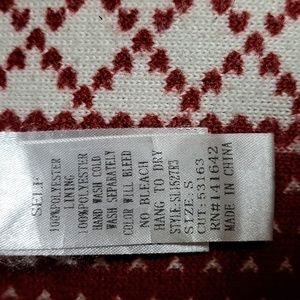 SELF
100%POLYESTER
LINING
100%POLYESTER
HAND WASH COLD
WASH SEPARATELY
COLOR WILL BLEED
NO BLEACH
HANG TO DRY
STYLE:SL1827R3
SIZE.S
CUT: 53163
RN#141642
MADE IN CHINA